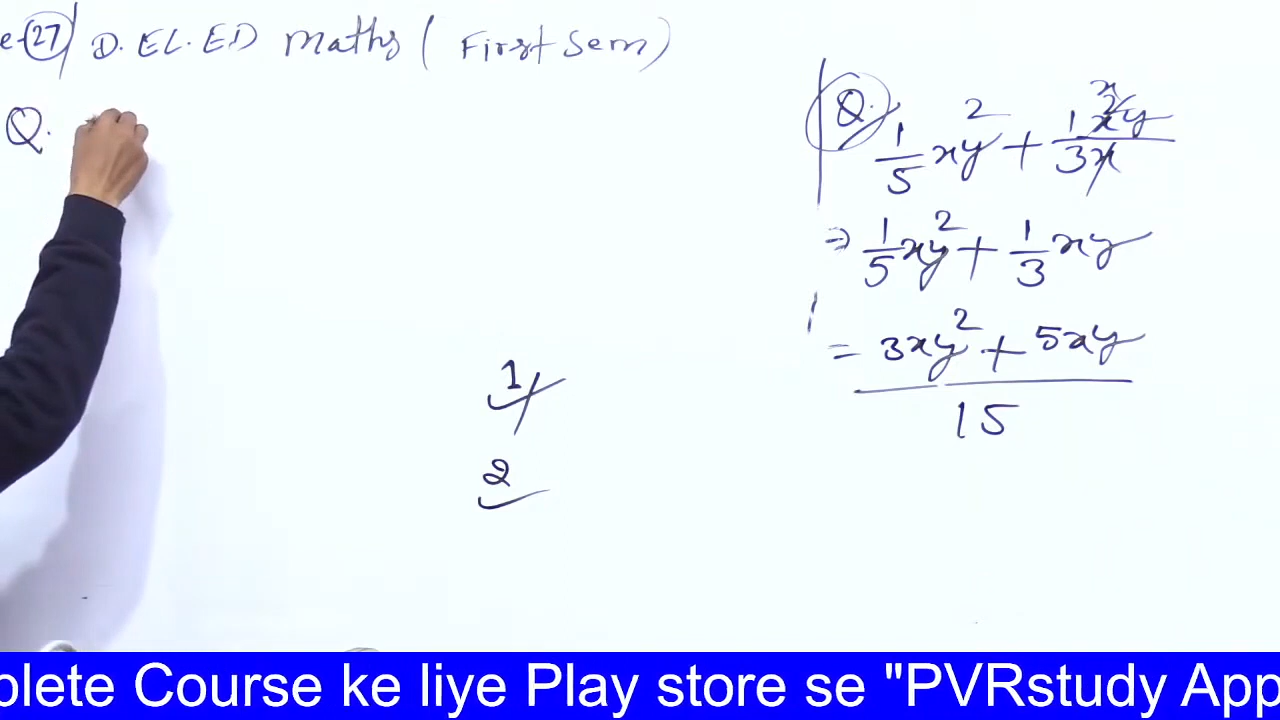 e-27 D.EL.ED Maths ( First Sem )
Q.
1
2
Q. 1/5 xy² + 1x²y/3x x
⇒ 1/5 xy² + 1/3 xy
= 3xy² + 5xy / 15
plete Course ke liye Play store se "PVRstudy App